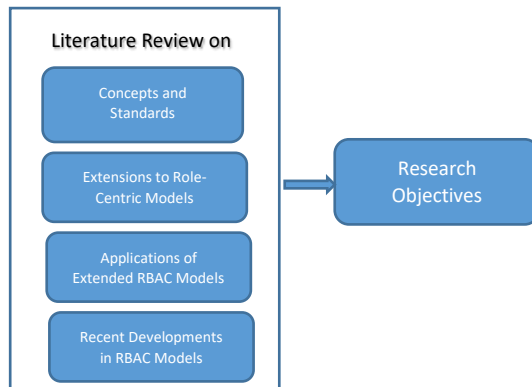 Literature Review on
Concepts and
Standards
Extensions to Role-
Centric Models
Applications of
Extended RBAC Models
Recent Developments
in RBAC Models
Research
Objectives